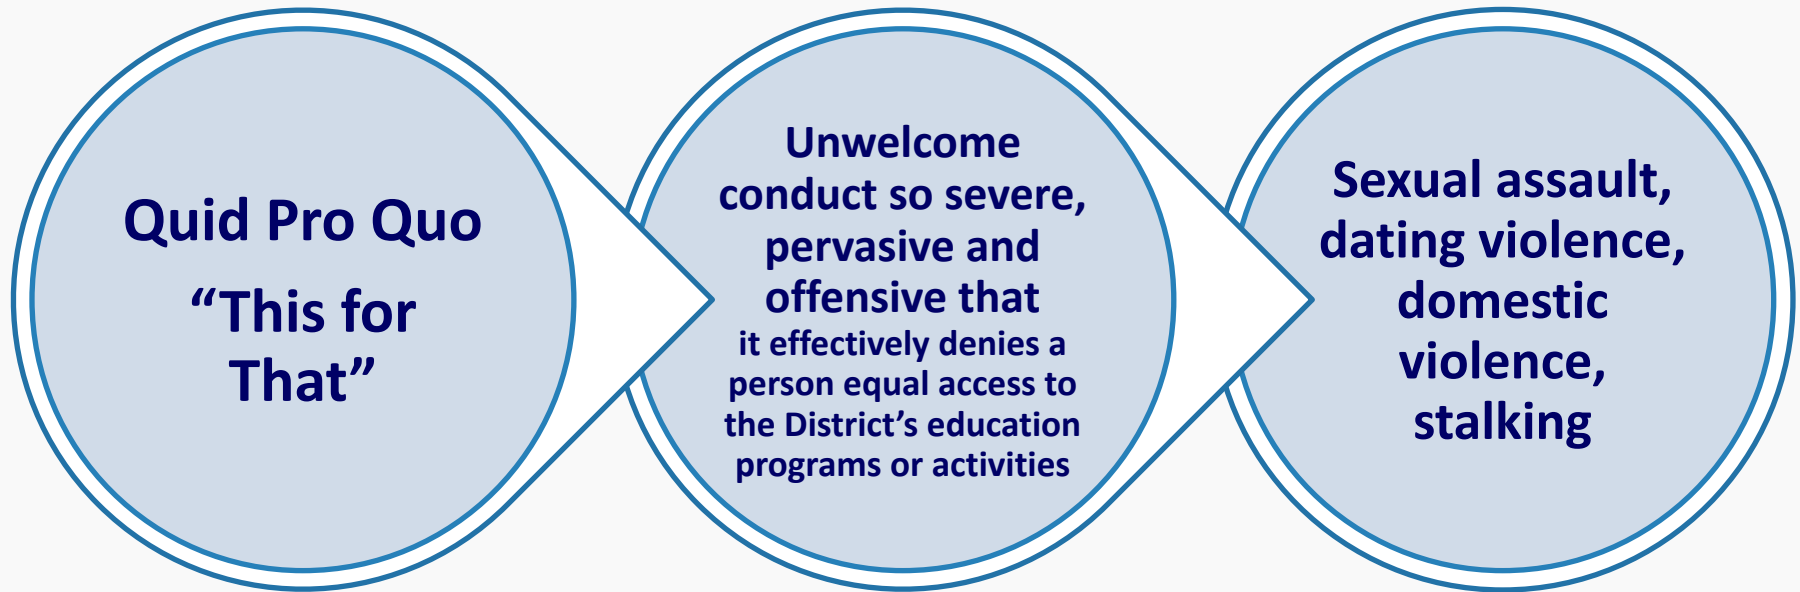 Quid Pro Quo
“This for
That”
Unwelcome
conduct so severe,
pervasive and
offensive that
it effectively denies a
person equal access to
the District’s education
programs or activities
Sexual assault,
dating violence,
domestic
violence,
stalking